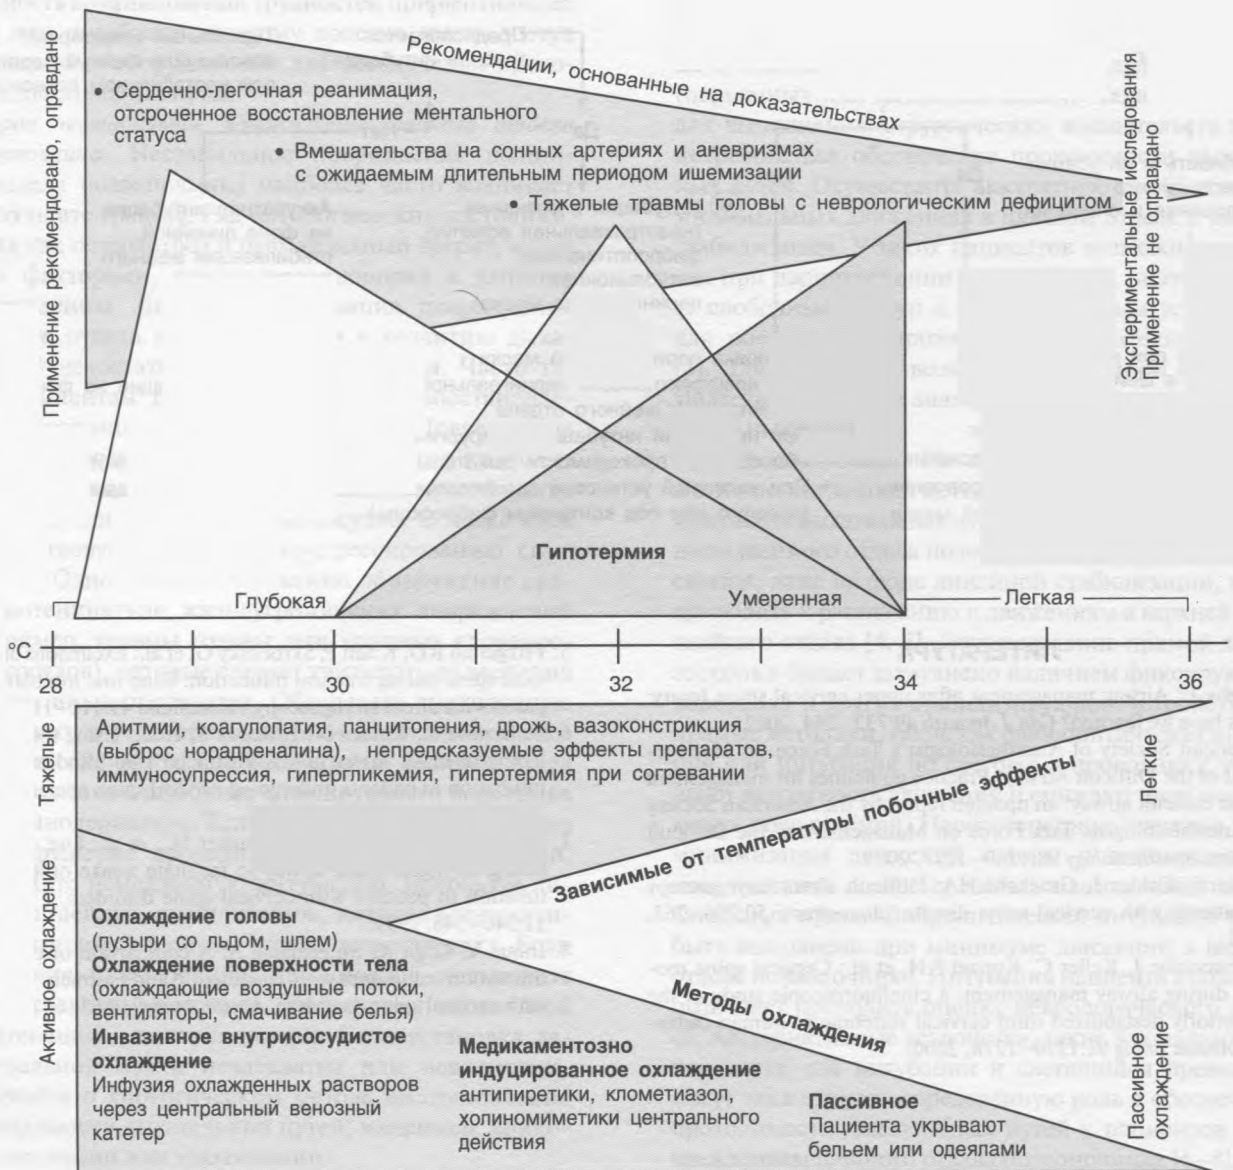 Применение рекомендовано, оправдано
Рекомендации, основанные на доказательствах
• Сердечно-легочная реанимация,
отсроченное восстановление ментального
статуса
• Вмешательства на сонных артериях и аневризмах
с ожидаемым длительным периодом ишемизации
• Тяжелые травмы головы с неврологическим дефицитом
Экспериментальные исследования
Применение не оправдано
Гипотермия
Глубокая
Умеренная
Легкая
°C
28
30
32
34
36
Тяжелые
Аритмии, коагулопатия, панцитопения, дрожь, вазоконстрикция
(выброс норадреналина), непредсказуемые эффекты препаратов,
иммуносупрессия, гипергликемия, гипертермия при согревании
Зависимые от температуры побочные эффекты
Легкие
Активное охлаждение
Охлаждение головы
(пузыри со льдом, шлем)
Охлаждение поверхности тела
(охлаждающие воздушные потоки,
вентиляторы, смачивание белья)
Инвазивное внутрисосудистое
охлаждение
Инфузия охлажденных растворов
через центральный венозный
катетер
Методы охлаждения
Медикаментозно
индуцированное охлаждение
антипиретики, клометиазол,
холиномиметики центрального
действия
Пассивно
Пациента укрывают
бельем или одеялами
Пассивное
охлаждение